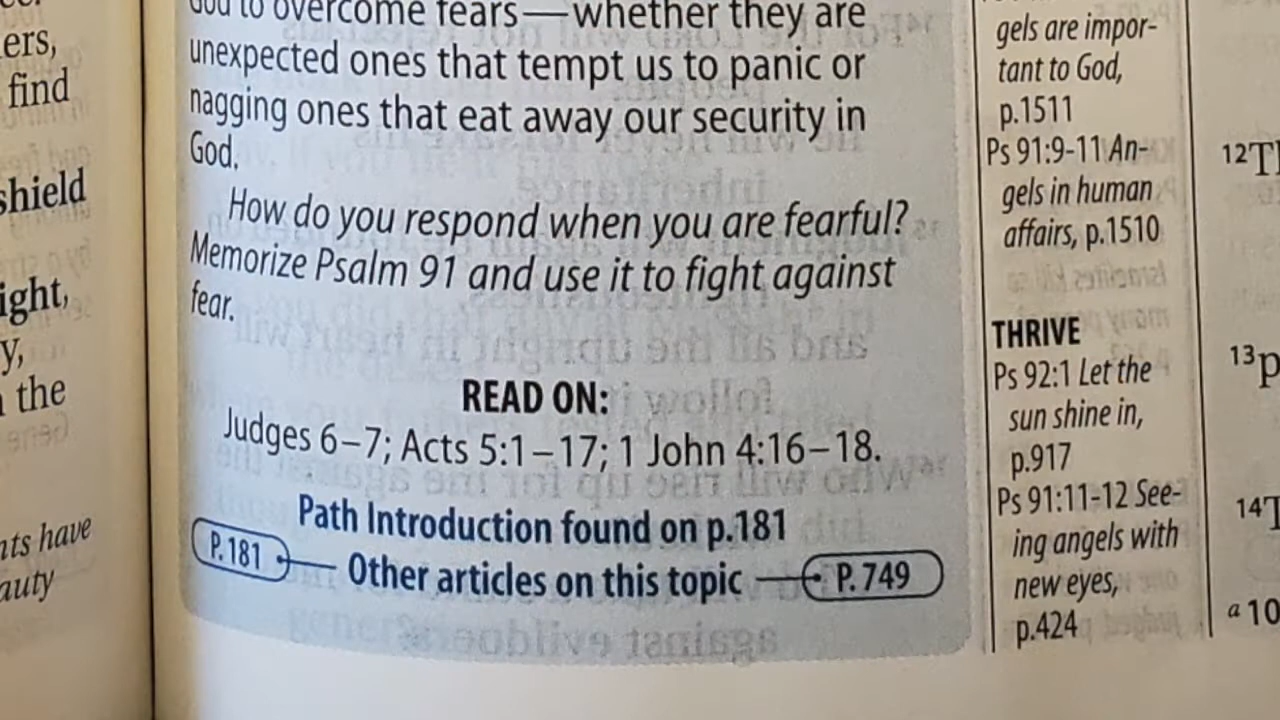 ers,
find
shield
ight,
y,
the
nts have
auty
God to overcome fears—whether they are
unexpected ones that tempt us to panic or
nagging ones that eat away our security in
God.
How do you respond when you are fearful?
Memorize Psalm 91 and use it to fight against
fear.
READ ON:
Judges 6–7; Acts 5:1–17; 1 John 4:16–18.
Path Introduction found on p.181
P.181 Other articles on this topic P.749
gels are impor-
tant to God,
p.1511
Ps 91:9-11 An-
gels in human
affairs, p.1510
THRIVE
Ps 92:1 Let the
sun shine in,
p.917
Ps 91:11-12 See-
ing angels with
new eyes,
p.424
12
13
14
a 10